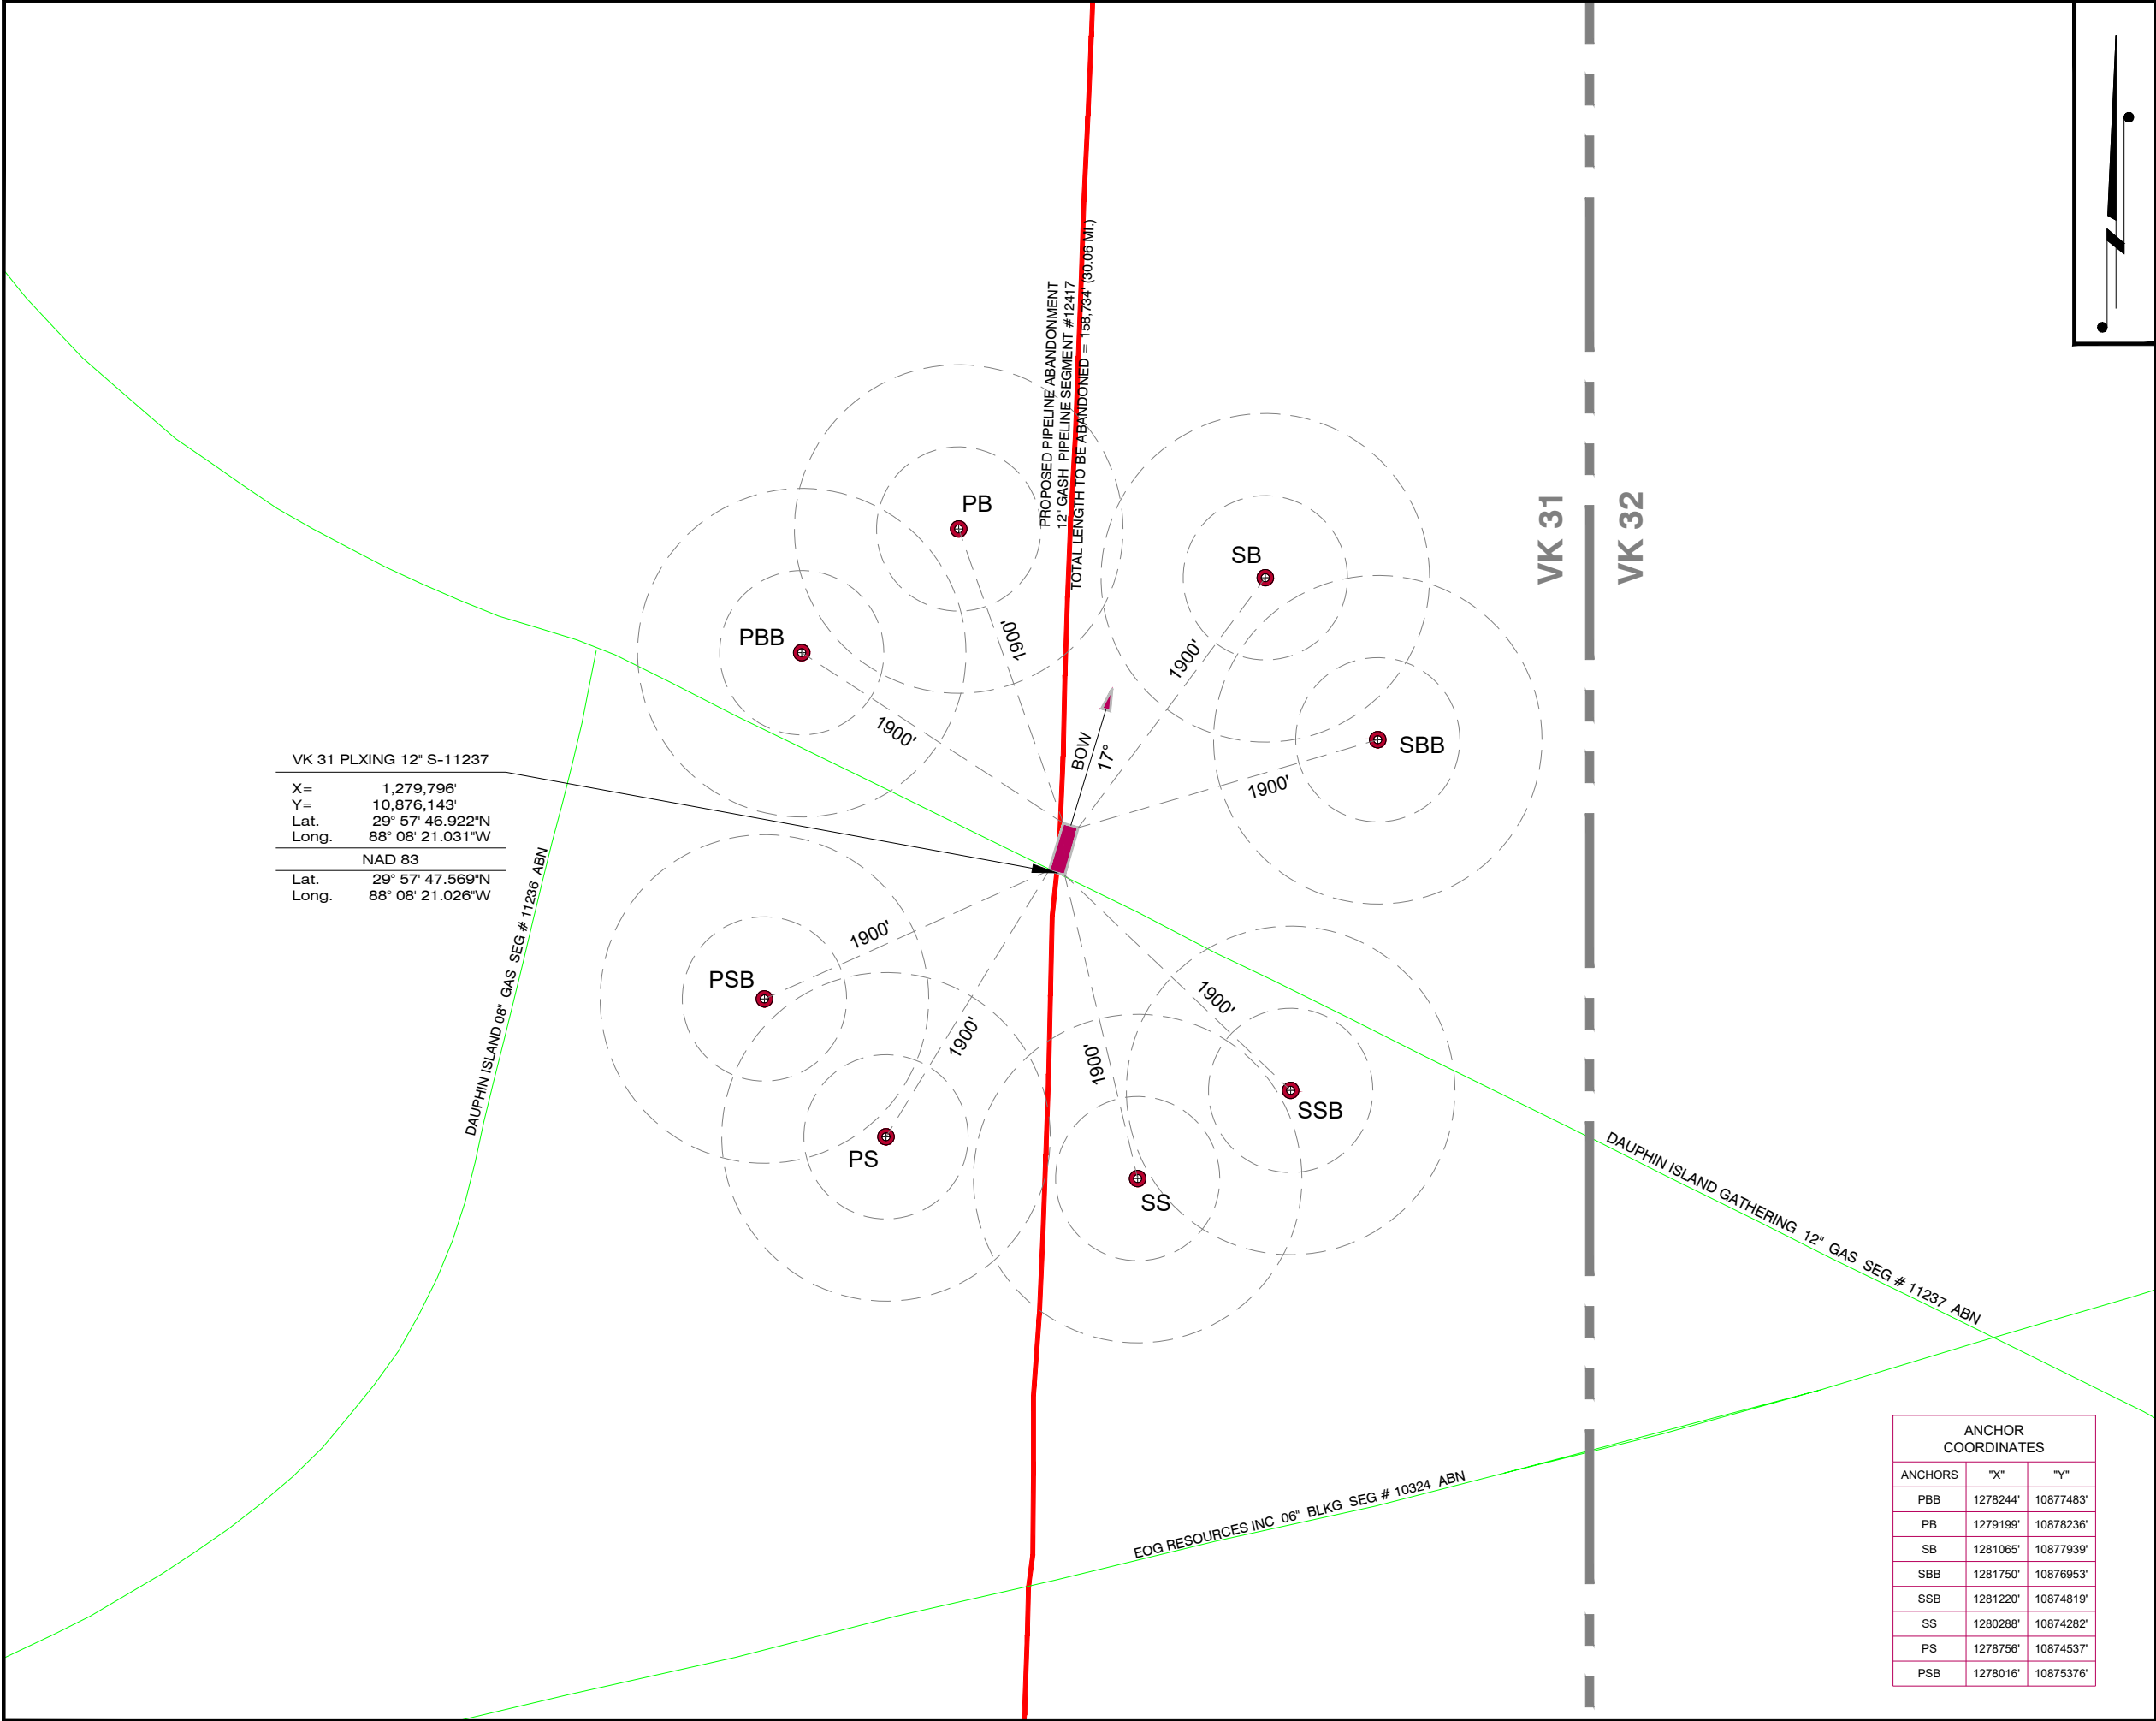 PROPOSED PIPELINE ABANDONMENT
12" GASH PIPELINE SEGMENT #12417
TOTAL LENGTH TO BE ABANDONED = 158,734' (30.06 MI.)
VK 31
VK 32
PB
SB
PBB
SBB
1900'
1900'
1900'
1900'
BOW
17°
VK 31 PLXING 12" S-11237
X= 1,279,796'
Y= 10,876,143'
Lat. 29° 57' 46.922"N
Long. 88° 08' 21.031"W
NAD 83
Lat. 29° 57' 47.569"N
Long. 88° 08' 21.026"W
DAUPHIN ISLAND 08" GAS SEG # 11236 ABN
1900'
1900'
1900'
1900'
PSB
PS
SS
SSB
DAUPHIN ISLAND GATHERING 12" GAS SEG # 11237 ABN
EOG RESOURCES INC 06" BLKG SEG # 10324 ABN
ANCHOR
COORDINATES
ANCHORS "X" "Y"
PBB 1278244' 10877483'
PB 1279199' 10878236'
SB 1281065' 10877939'
SBB 1281750' 10876953'
SSB 1281220' 10874819'
SS 1280288' 10874282'
PS 1278756' 10874537'
PSB 1278016' 10875376'